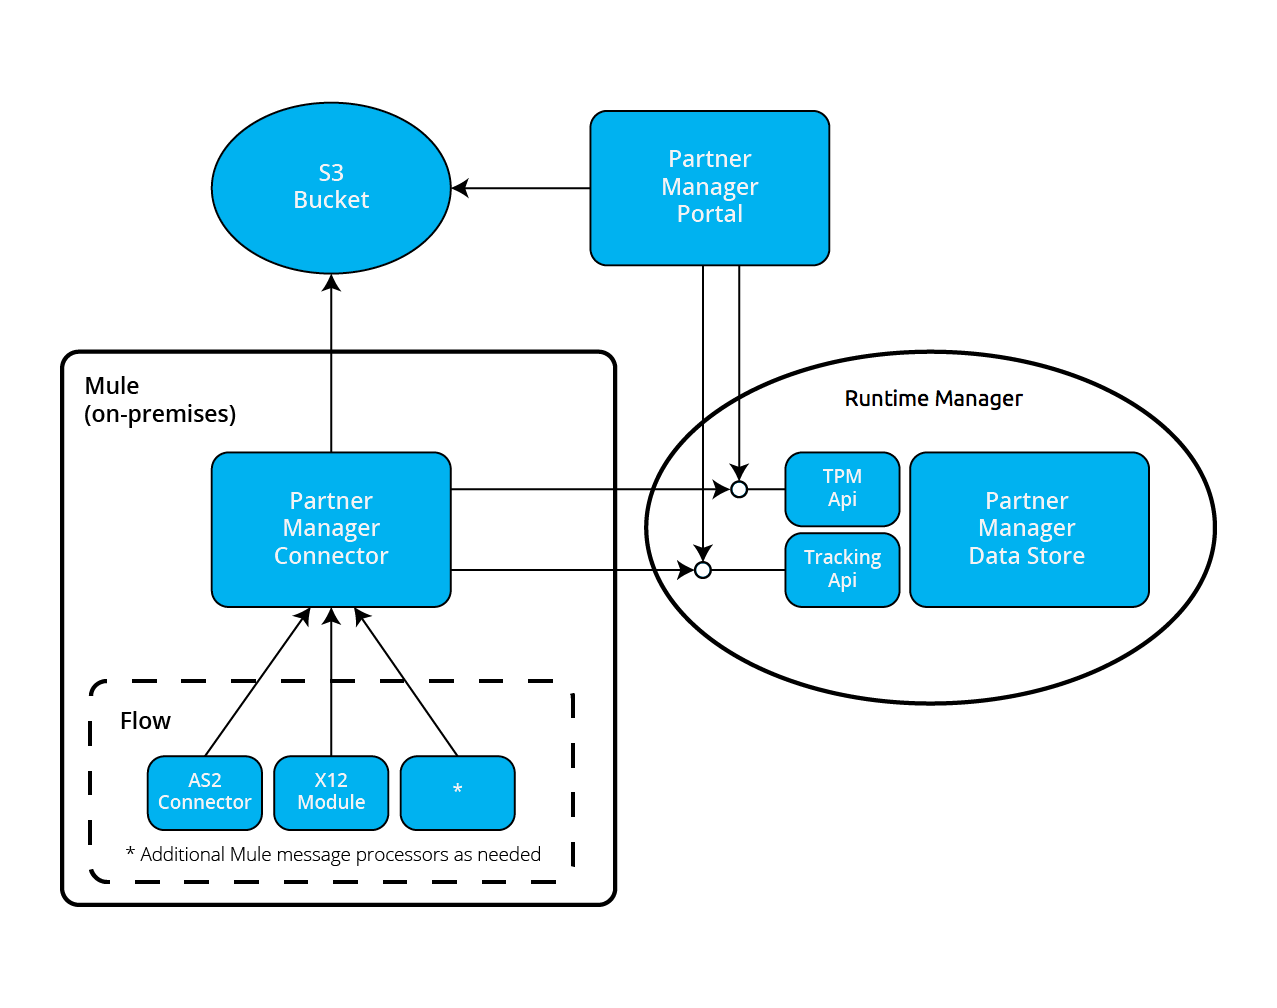 S3
Bucket
Partner
Manager
Portal
Mule
(on-premises)
Runtime Manager
Partner
Manager
Connector
TPM
Api
Tracking
Api
Partner
Manager
Data Store
Flow
AS2
Connector
X12
Module
*
* Additional Mule message processors as needed